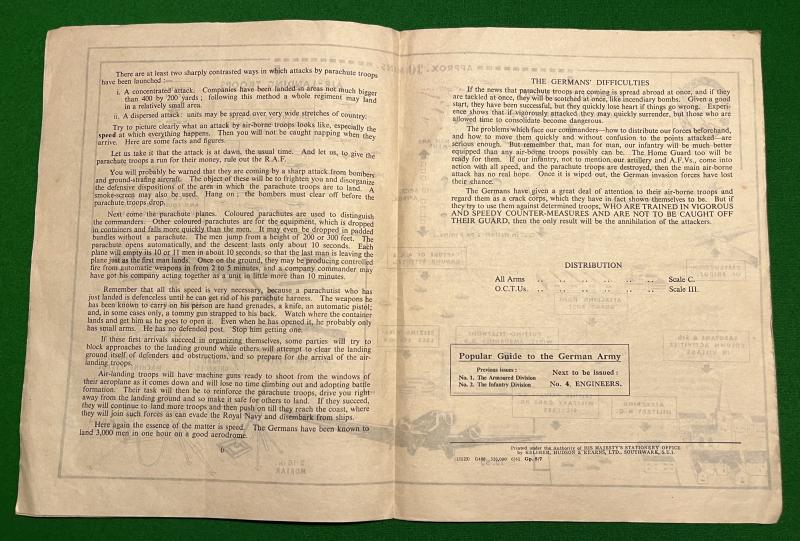 There are at least two sharply contrasted ways in which attacks by parachute troops
have been launched :—
i. A concentrated attack. Companies have been landed in areas not much bigger
than 400 by 200 yards ; following this method a whole regiment may land
in a relatively small area.
ii. A dispersed attack: units may be spread over very wide stretches of country.
Try to picture clearly what an attack by air-borne troops looks like, especially the
speed at which everything happens. Then you will not be caught napping when they
arrive. Here are some facts and figures.
Let us take it that the attack is at dawn, the usual time. And let us, to give the
parachute troops a run for their money, rule out the R.A.F.
You will probably be warned that they are coming by a sharp attack from bombers
and ground-strafing aircraft. The object of these will be to frighten you and disorganize
the defensive dispositions of the area in which the parachute troops are to land. A
smoke-screen may also be used. Hang on ; the bombers must clear off before the
parachute troops drop.
Next come the parachute planes. Coloured parachutes are used to distinguish
the commanders. Other coloured parachutes are for the equipment, which is dropped
in containers and falls more quickly than the men. It may even be dropped in padded
bundles without a parachute. The men jump from a height of 200 or 300 feet. The
parachute opens automatically, and the descent lasts only about 10 seconds. Each
plane will empty its 10 or 11 men in about 10 seconds, so that the last man is leaving the
plane just as the first man lands. Once on the ground, they may be producing controlled
fire from automatic weapons in from 2 to 5 minutes, and a company commander may
have got his company acting together as a unit in little more than 10 minutes.
Remember that all this speed is very necessary, because a parachutist who has
just landed is defenceless until he can get rid of his parachute harness. The weapons he
has been known to carry on his person are hand grenades, a knife, an automatic pistol;
and, in some cases only, a tommy gun strapped to his back. Watch where the container
lands and get him as he goes to open it. Even when he has opened it, he probably only
has small arms. He has no defended post. Stop him getting one.
If these first arrivals succeed in organizing themselves, some parties will try to
block approaches to the landing ground while others will attempt to clear the landing
ground itself of defenders and obstructions, and so prepare for the arrival of the air-
landing troops.
Air-landing troops will have machine guns ready to shoot from the windows of
their aeroplane as it comes down and will lose no time climbing out and adopting battle
formation. Their task will then be to reinforce the parachute troops, drive you right
away from the landing ground and so make it safe for others to land. If they succeed,
they will continue to land more troops and then push on till they reach the coast, where
they will join such forces as can evade the Royal Navy and disembark from ships.
Here again the essence of the matter is speed. The Germans have been known to
land 3,000 men in one hour on a good aerodrome.
6
THE GERMANS' DIFFICULTIES
If the news that parachute troops are coming is spread abroad at once, and if they
are tackled at once, they will be scotched at once, like incendiary bombs. Given a good
start, they have been successful, but they quickly lose heart if things go wrong. Experi-
ence shows that if vigorously attacked they may quickly surrender, but those who are
allowed time to consolidate become dangerous.
The problems which face our commanders—how to distribute our forces beforehand,
and how to move them quickly and without confusion to the points attacked—are
serious enough. But remember that, man for man, our infantry will be much better
equipped than any air-borne troops possibly can be. The Home Guard too will be
ready for them. If our infantry, not to mention our artillery and A.F.Vs., come into
action with all speed, and the parachute troops are destroyed, then the main air-borne
attack has no real hope. Once it is wiped out, the German invasion forces have lost
their chance.
The Germans have given a great deal of attention to their air-borne troops and
regard them as a crack corps, which they have in fact shown themselves to be. But if
they try to use them against determined troops, WHO ARE TRAINED IN VIGOROUS
AND SPEEDY COUNTER-MEASURES AND ARE NOT TO BE CAUGHT OFF
THEIR GUARD, then the only result will be the annihilation of the attackers.
DISTRIBUTION
All Arms .. .. .. .. .. .. Scale C.
O.C.T.Us. .. .. .. .. .. .. Scale III.
Popular Guide to the German Army
Previous issues :
No. 1. The Armoured Division
No. 2. The Infantry Division
Next to be issued :
No. 4. ENGINEERS.
Printed under the Authority of HIS MAJESTY'S STATIONERY OFFICE
by KELIHER, HUDSON & KEARNS, LTD., SOUTHWARK, S.E.1.
6/41 Gp. 8/7